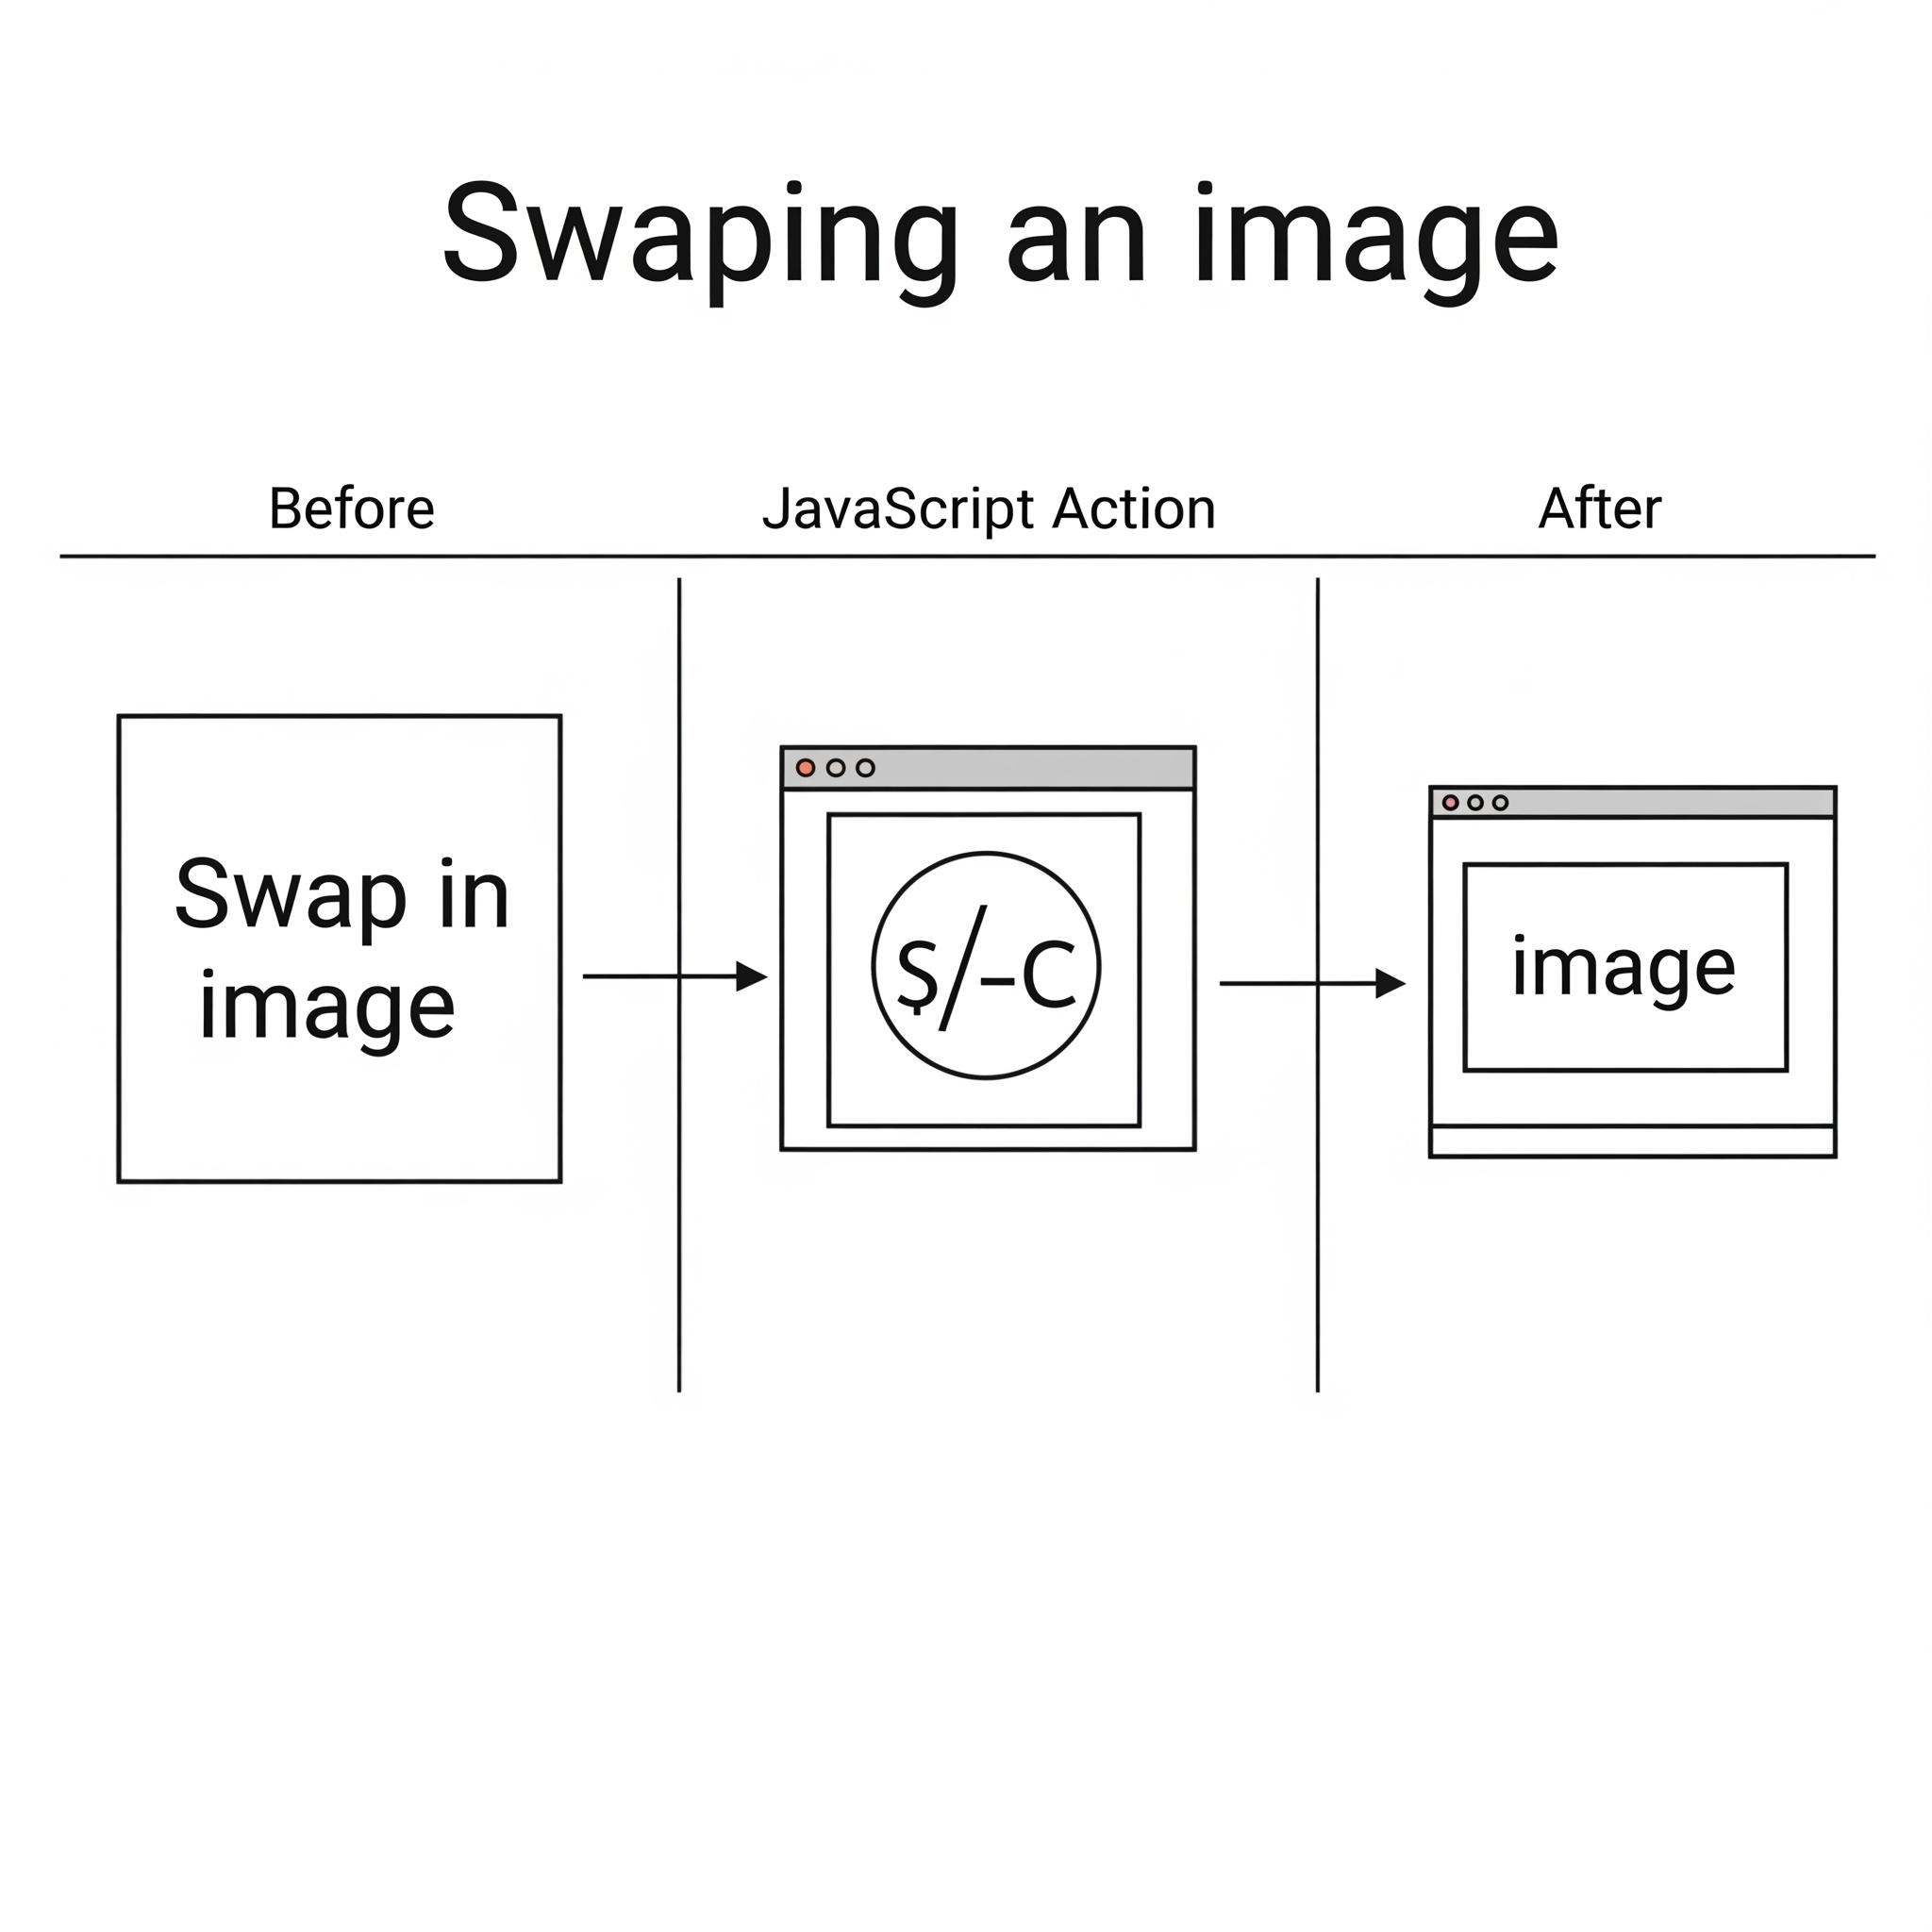 Swaping an image
Before
JavaScript Action
After
Swap in
image
$/-C
image